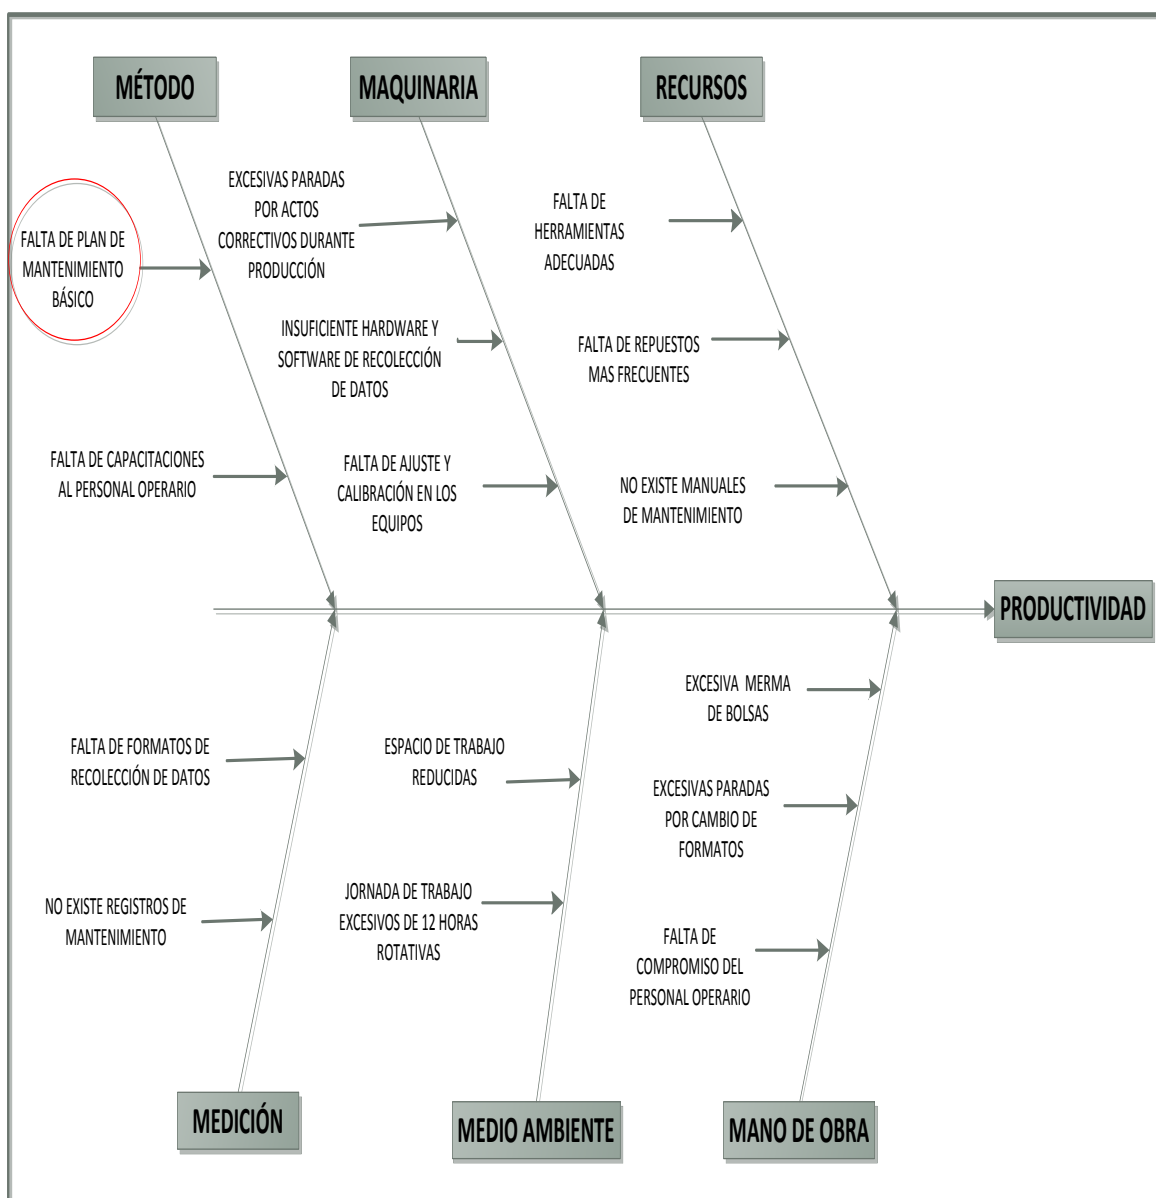 MÉTODO
MAQUINARIA
RECURSOS
FALTA DE PLAN DE
MANTENIMIENTO
BÁSICO
EXCESIVAS PARADAS
POR ACTOS
CORRECTIVOS DURANTE
PRODUCCIÓN
FALTA DE
HERRAMIENTAS
ADECUADAS
INSUFICIENTE HARDWARE Y
SOFTWARE DE RECOLECCIÓN
DE DATOS
FALTA DE REPUESTOS
MAS FRECUENTES
FALTA DE CAPACITACIONES
AL PERSONAL OPERARIO
FALTA DE AJUSTE Y
CALIBRACIÓN EN LOS
EQUIPOS
NO EXISTE MANUALES
DE MANTENIMIENTO
PRODUCTIVIDAD
FALTA DE FORMATOS DE
RECOLECCIÓN DE DATOS
ESPACIO DE TRABAJO
REDUCIDAS
EXCESIVA MERMA
DE BOLSAS
EXCESIVAS PARADAS
POR CAMBIO DE
FORMATOS
NO EXISTE REGISTROS DE
MANTENIMIENTO
JORNADA DE TRABAJO
EXCESIVOS DE 12 HORAS
ROTATIVAS
FALTA DE
COMPROMISO DEL
PERSONAL OPERARIO
MEDICIÓN
MEDIO AMBIENTE
MANO DE OBRA